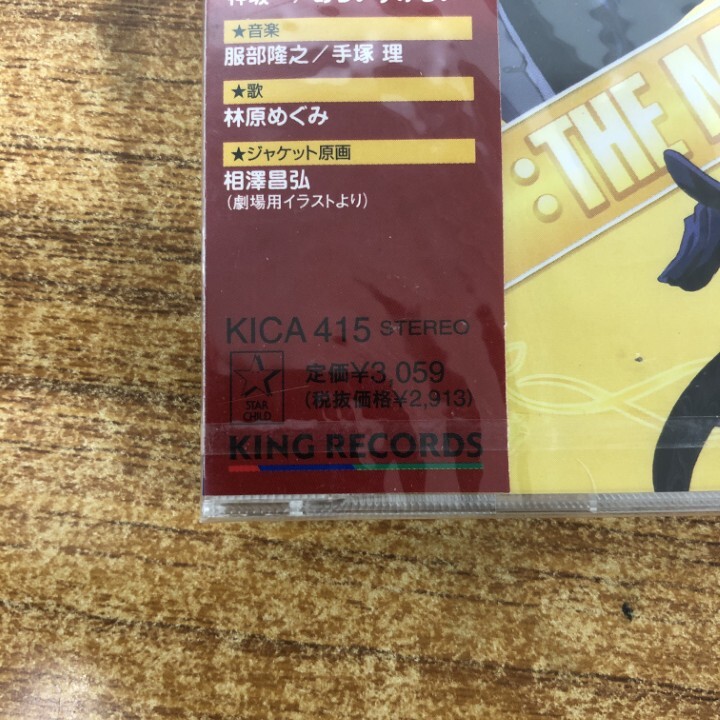 ★音楽
服部隆之／手塚 理
★歌
林原めぐみ
★ジャケット原画
相澤昌弘
（劇場用イラストより）
KICA 415 STEREO
STAR CHILD
定価¥3,059
（税抜価格¥2,913）
KING RECORDS
:THE M